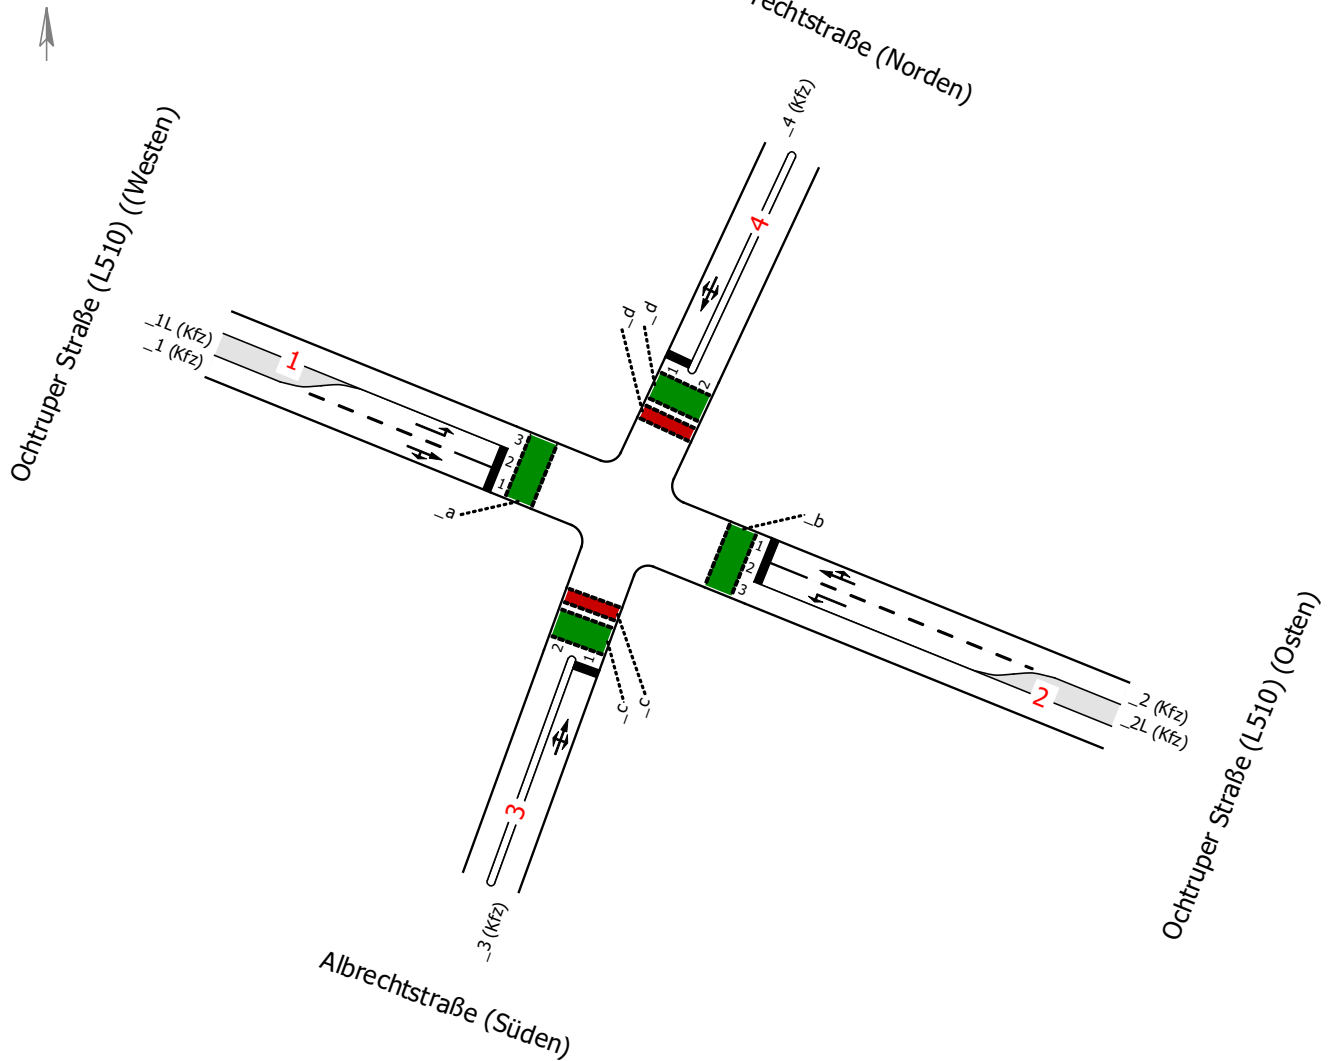 (Norden)
_4 (Kfz)
4
Ochtruper Straße (L510) ((Westen)
_1L (Kfz)
_1 (Kfz)
1
_d
_d
1
2
3
2
1
_a
_b
1
2
3
2
1
_2 (Kfz)
_2L (Kfz)
2
_c
_c
3
_3 (Kfz)
Ochtruper Straße (L510) (Osten)
Albrechtstraße (Süden)